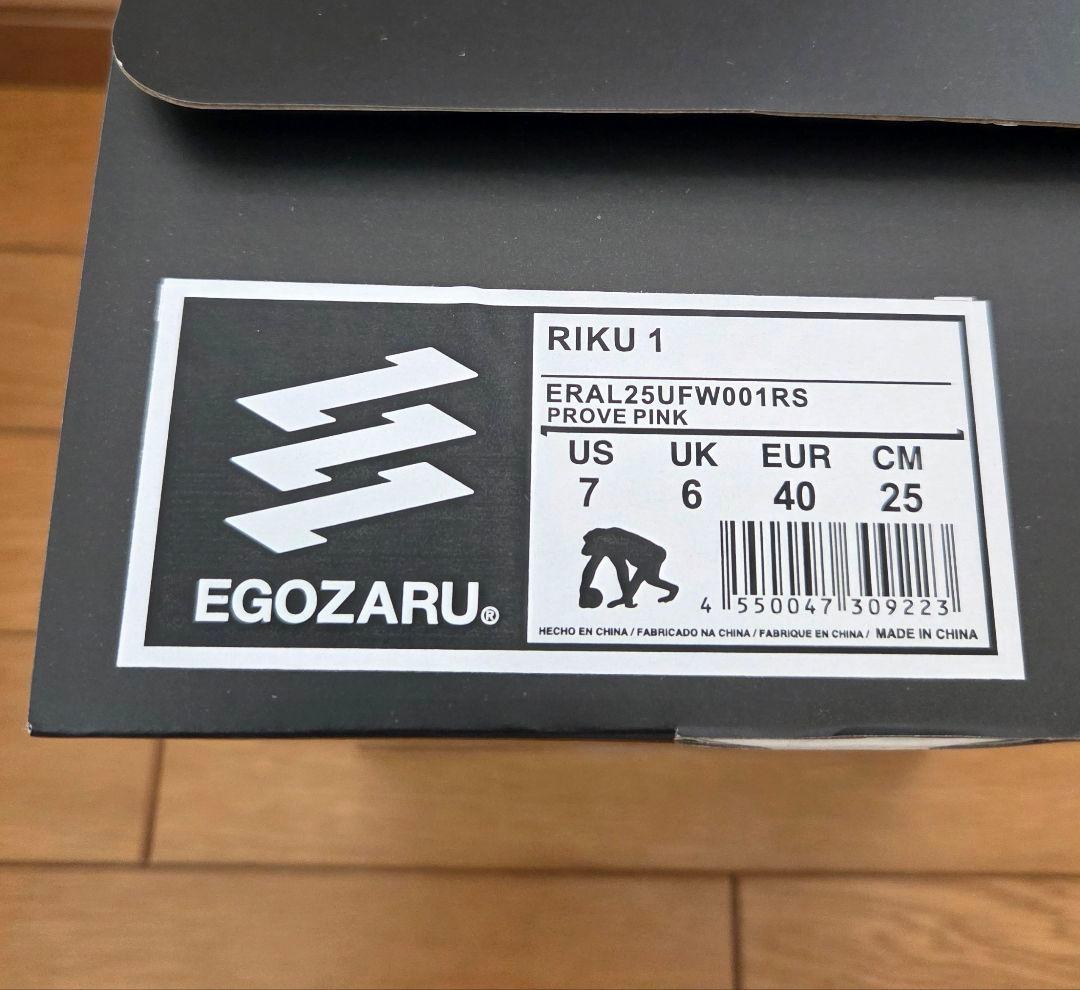 EGOZARU®
RIKU 1
ERAL25UFW001RS
PROVE PINK
US UK EUR CM
7 6 40 25
4 550047 309223
HECHO EN CHINA / FABRICADO NA CHINA / FABRIQUE EN CHINA / MADE IN CHINA